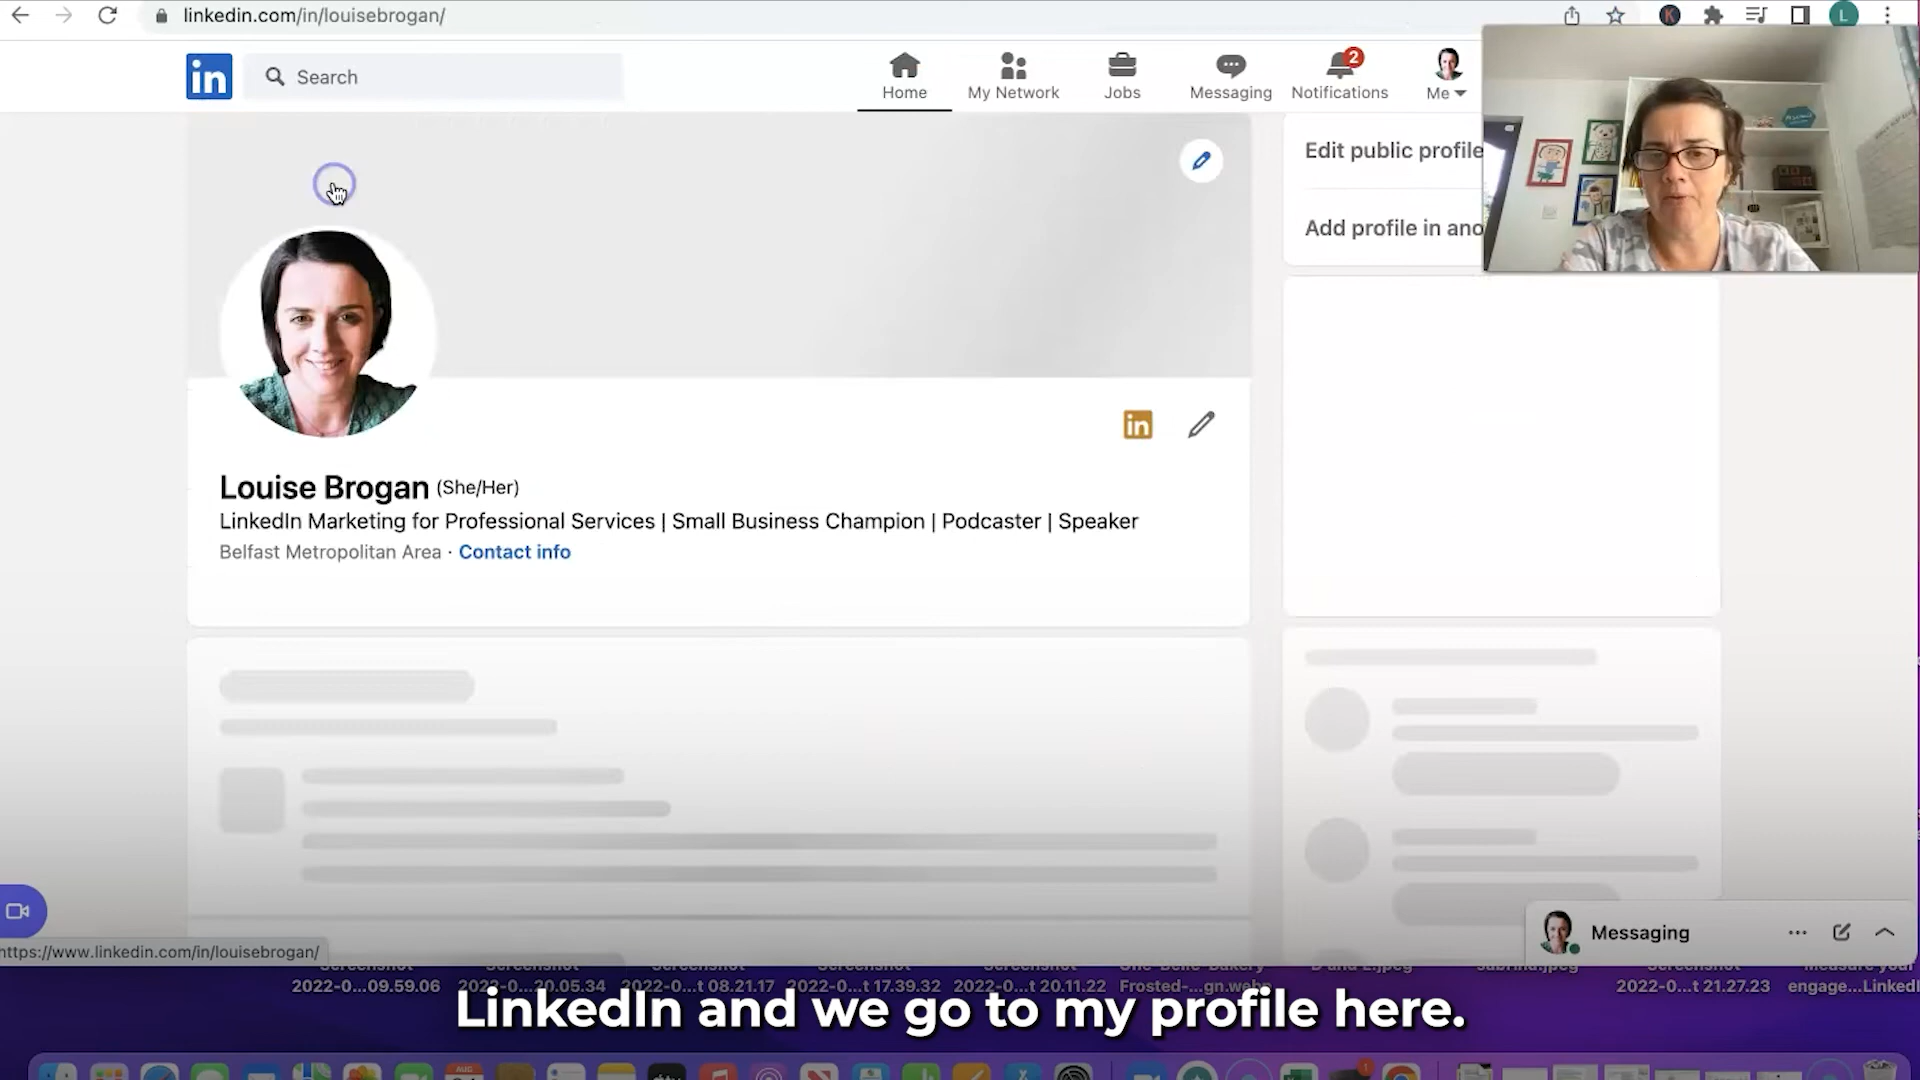 linkedin.com/in/louisebrogan/
L
in
Search
Home
My Network
Jobs
Messaging
2
Notifications
Me
Edit public profile
Add profile in ano
in
Louise Brogan (She/Her)
LinkedIn Marketing for Professional Services | Small Business Champion | Podcaster | Speaker
Belfast Metropolitan Area · Contact info
Messaging
https://www.linkedin.com/in/louisebrogan/
2022-0...09.59.06
2022-0...20.05.34
2022-0...t 08.21.17
2022-0...t 17.39.32
2022-0...t 20.11.22
Frosted-...gn.webp
2022-0...t 21.27.23
engage...LinkedI
LinkedIn and we go to my profile here.
AUG